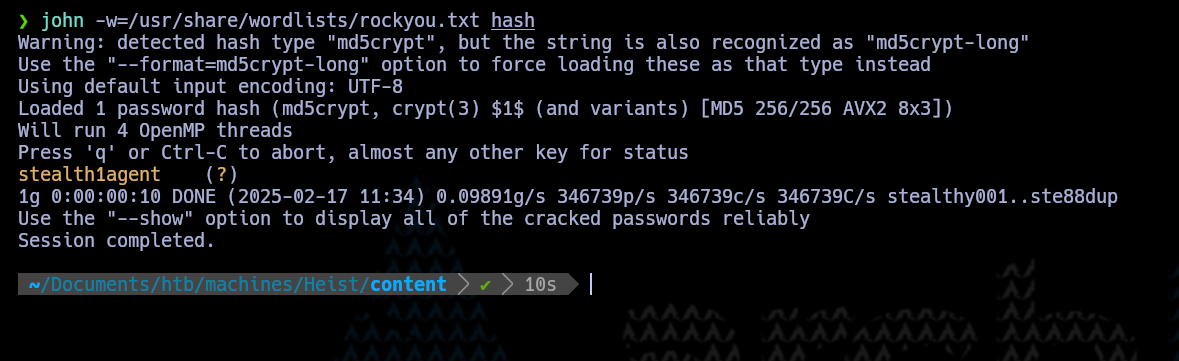 ❯ john -w=/usr/share/wordlists/rockyou.txt hash
Warning: detected hash type "md5crypt", but the string is also recognized as "md5crypt-long"
Use the "--format=md5crypt-long" option to force loading these as that type instead
Using default input encoding: UTF-8
Loaded 1 password hash (md5crypt, crypt(3) $1$ (and variants) [MD5 256/256 AVX2 8x3])
Will run 4 OpenMP threads
Press 'q' or Ctrl-C to abort, almost any other key for status
stealth1agent    (?)
1g 0:00:00:10 DONE (2025-02-17 11:34) 0.09891g/s 346739p/s 346739c/s 346739C/s stealthy001..ste88dup
Use the "--show" option to display all of the cracked passwords reliably
Session completed.
~/Documents/htb/machines/Heist/content ✔ 10s